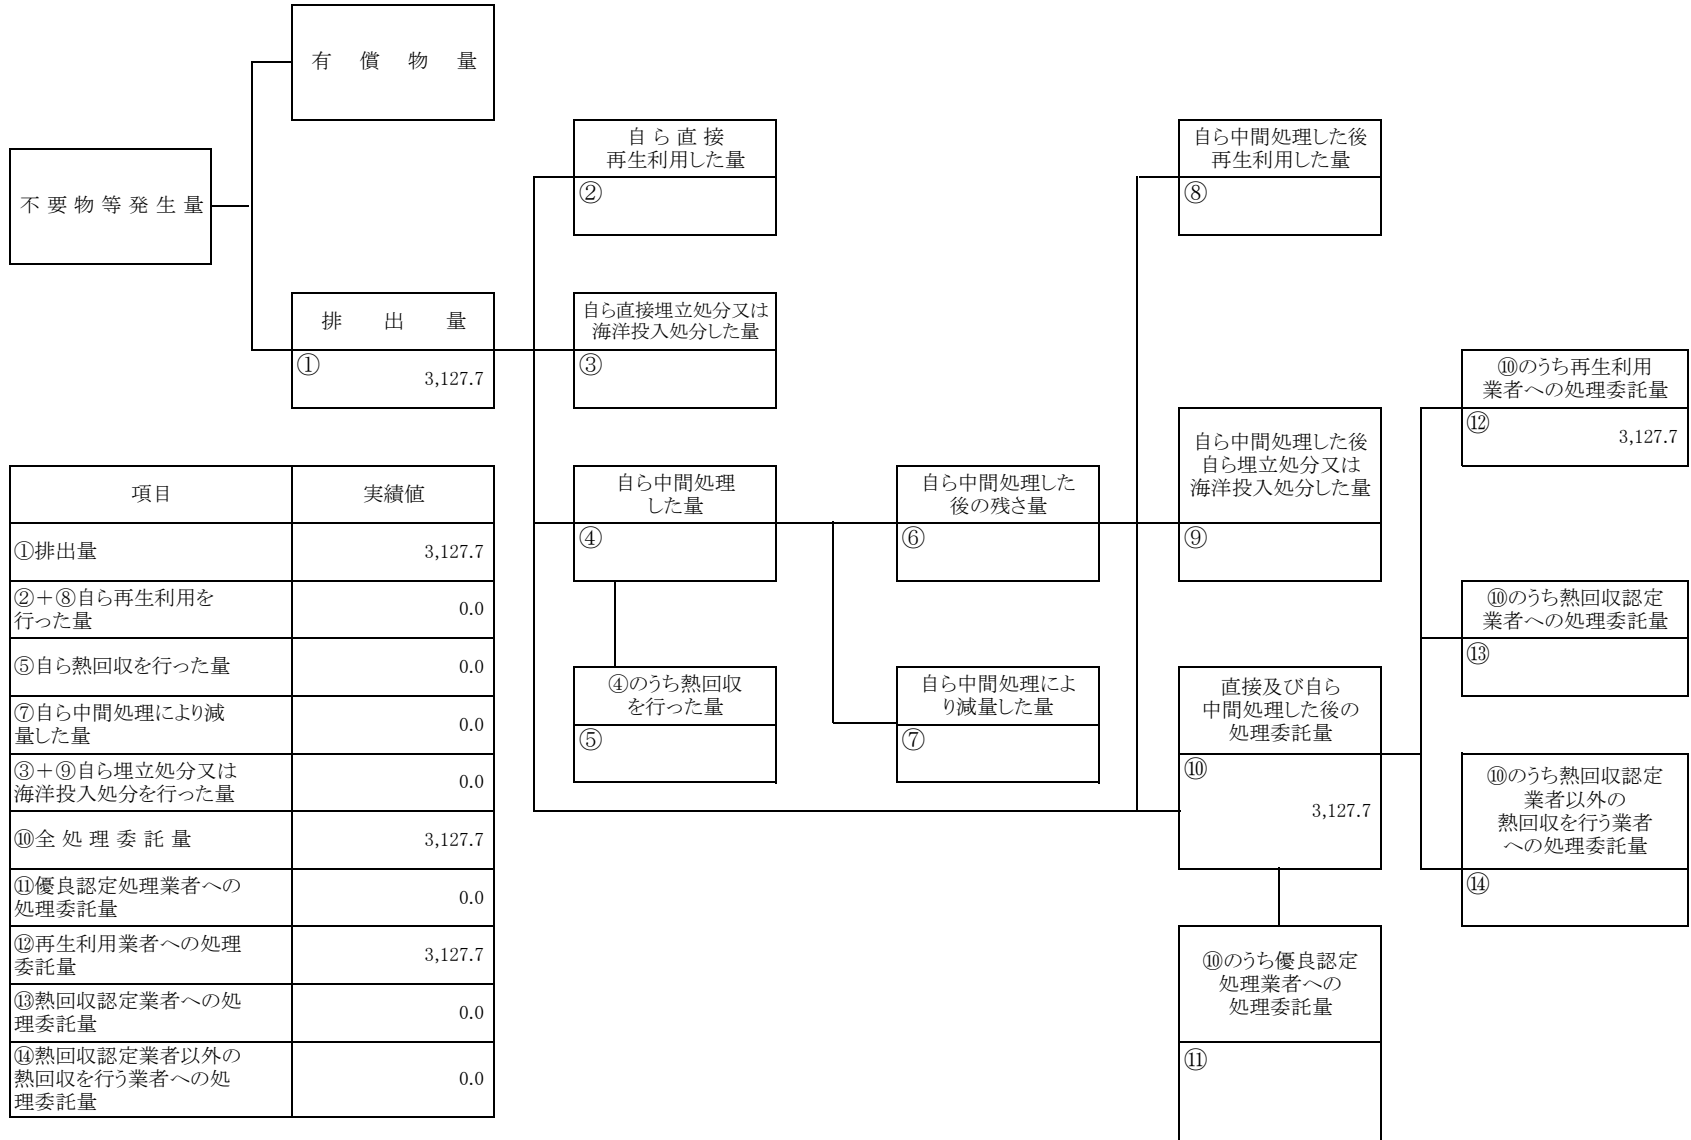 有 償 物 量
不 要 物 等 発 生 量
排 出 量
①
3,127.7
自 ら 直 接
再生利用した量
②
自ら直接埋立処分又は
海洋投入処分した量
③
自ら中間処理
した量
④
④のうち熱回収
を行った量
⑤
自ら中間処理した
後の残さ量
⑥
自ら中間処理によ
り減量した量
⑦
自ら中間処理した後
再生利用した量
⑧
自ら中間処理した後
自ら埋立処分又は
海洋投入処分した量
⑨
直接及び自ら
中間処理した後の
処理委託量
⑩
3,127.7
⑩のうち優良認定
処理業者への
処理委託量
⑪
⑩のうち再生利用
業者への処理委託量
⑫
3,127.7
⑩のうち熱回収認定
業者への処理委託量
⑬
⑩のうち熱回収認定
業者以外の
熱回収を行う業者
への処理委託量
⑭
項目 実績値
①排出量 3,127.7
②＋⑧自ら再生利用を
行った量 0.0
⑤自ら熱回収を行った量 0.0
⑦自ら中間処理により減
量した量 0.0
③＋⑨自ら埋立処分又は
海洋投入処分を行った量 0.0
⑩全 処 理 委 託 量 3,127.7
⑪優良認定処理業者への
処理委託量 0.0
⑫再生利用業者への処理
委託量 3,127.7
⑬熱回収認定業者への処
理委託量 0.0
⑭熱回収認定業者以外の
熱回収を行う業者への処
理委託量 0.0